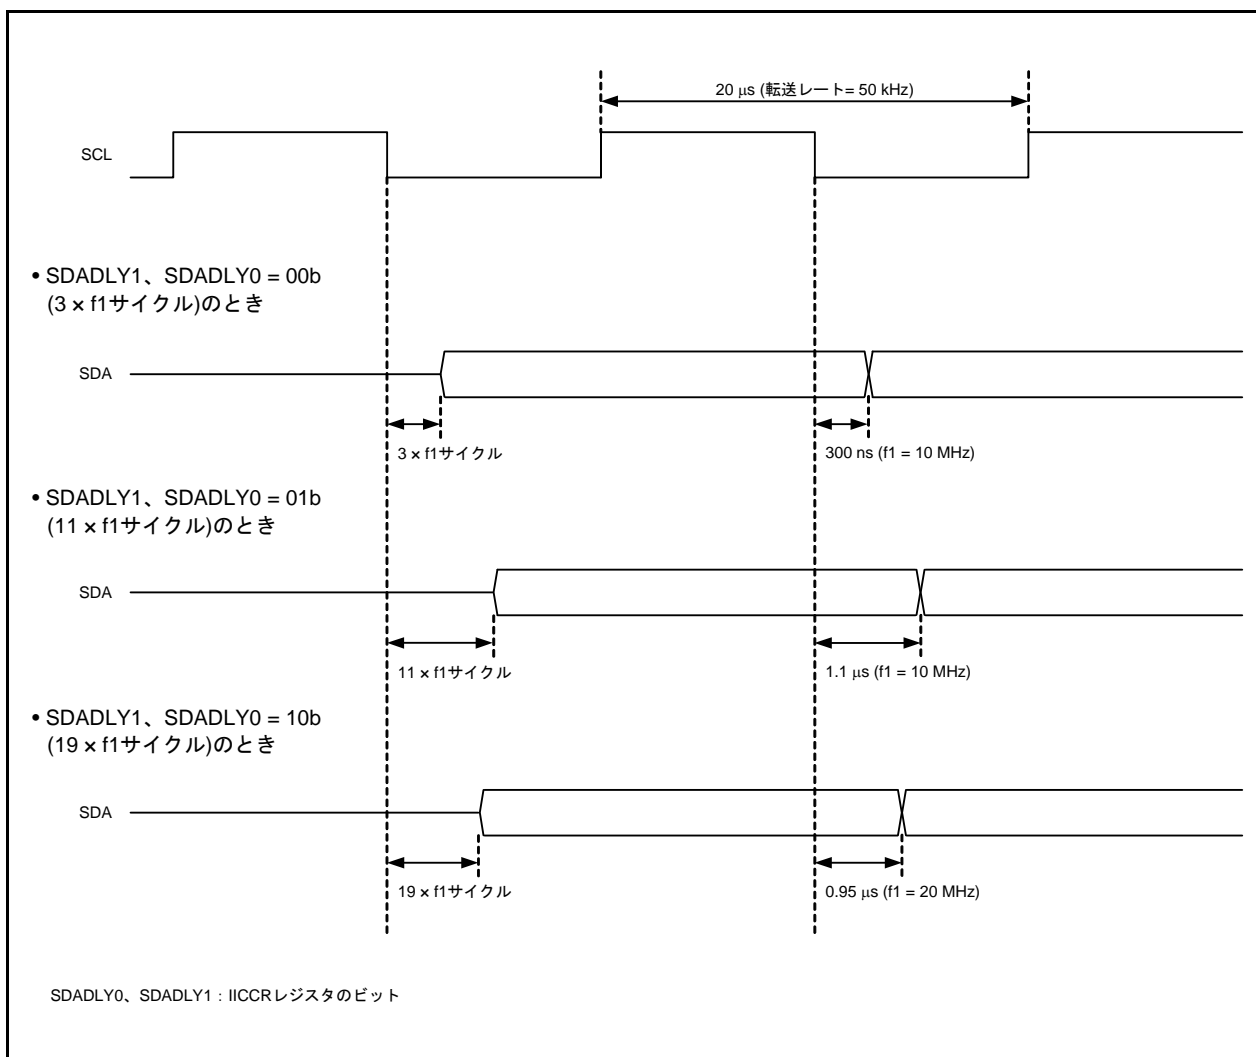 20 μs (転送レート= 50 kHz)
SCL
• SDADLY1、SDADLY0 = 00b
(3 × f1サイクル)のとき
SDA
3 × f1サイクル
300 ns (f1 = 10 MHz)
• SDADLY1、SDADLY0 = 01b
(11 × f1サイクル)のとき
SDA
11 × f1サイクル
1.1 μs (f1 = 10 MHz)
• SDADLY1、SDADLY0 = 10b
(19 × f1サイクル)のとき
SDA
19 × f1サイクル
0.95 μs (f1 = 20 MHz)
SDADLY0、SDADLY1 : IICCRレジスタのビット